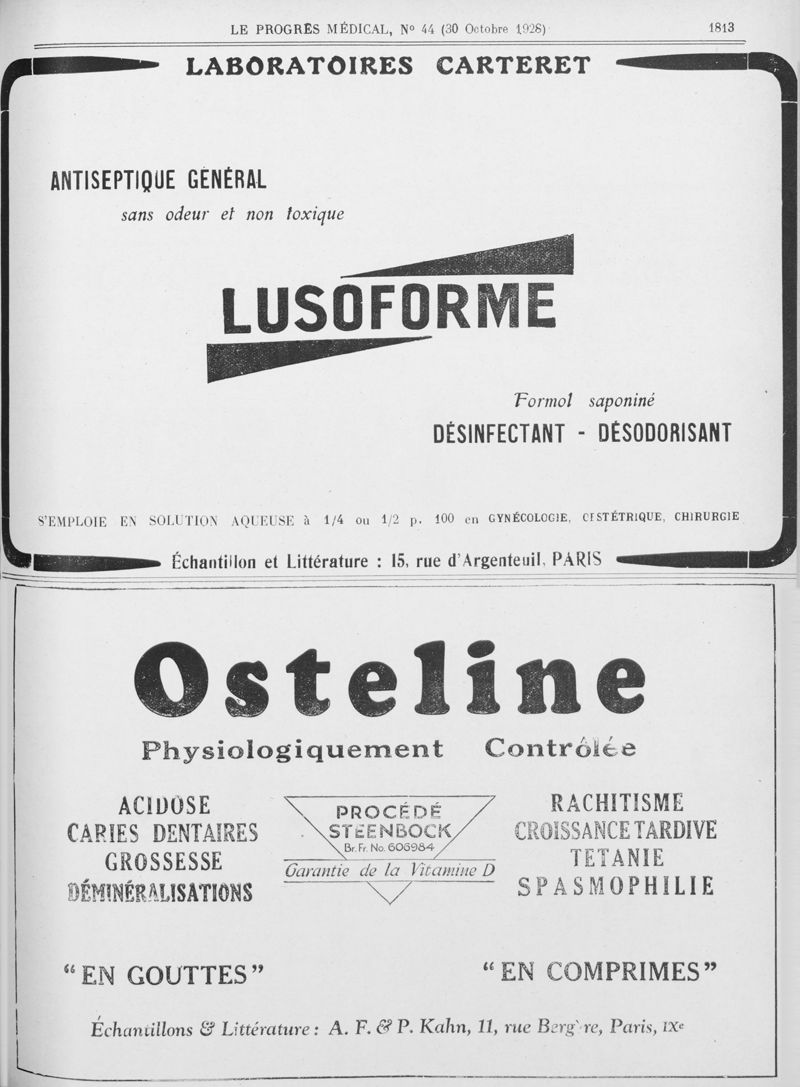 LE PROGRÈS MÉDICAL, No 44 (30 Octobre 1928)
1813
LABORATOIRES CARTERET
ANTISEPTIQUE GÉNÉRAL
sans odeur et non toxique
LUSOFORME
Formol saponiné
DÉSINFECTANT - DÉSODORISANT
S'EMPLOIE EN SOLUTION AQUEUSE à 1/4 ou 1/2 p. 100 en GYNÉCOLOGIE, OBSTÉTRIQUE, CHIRURGIE
Échantillon et Littérature : 15, rue d'Argenteuil, PARIS
Osteline
Physiologiquement Contrôlée
ACIDOSE
CARIES DENTAIRES
GROSSESSE
DÉMINÉRALISATIONS
PROCÉDÉ
STEENBOCK
Br. Fr. No. 606984
Garantie de la Vitamine D
RACHITISME
CROISSANCE TARDIVE
TETANIE
SPASMOPHILIE
"EN GOUTTES"
"EN COMPRIMES"
Échantillons & Littérature : A. F. & P. Kahn, 11, rue Bergère, Paris, IXe